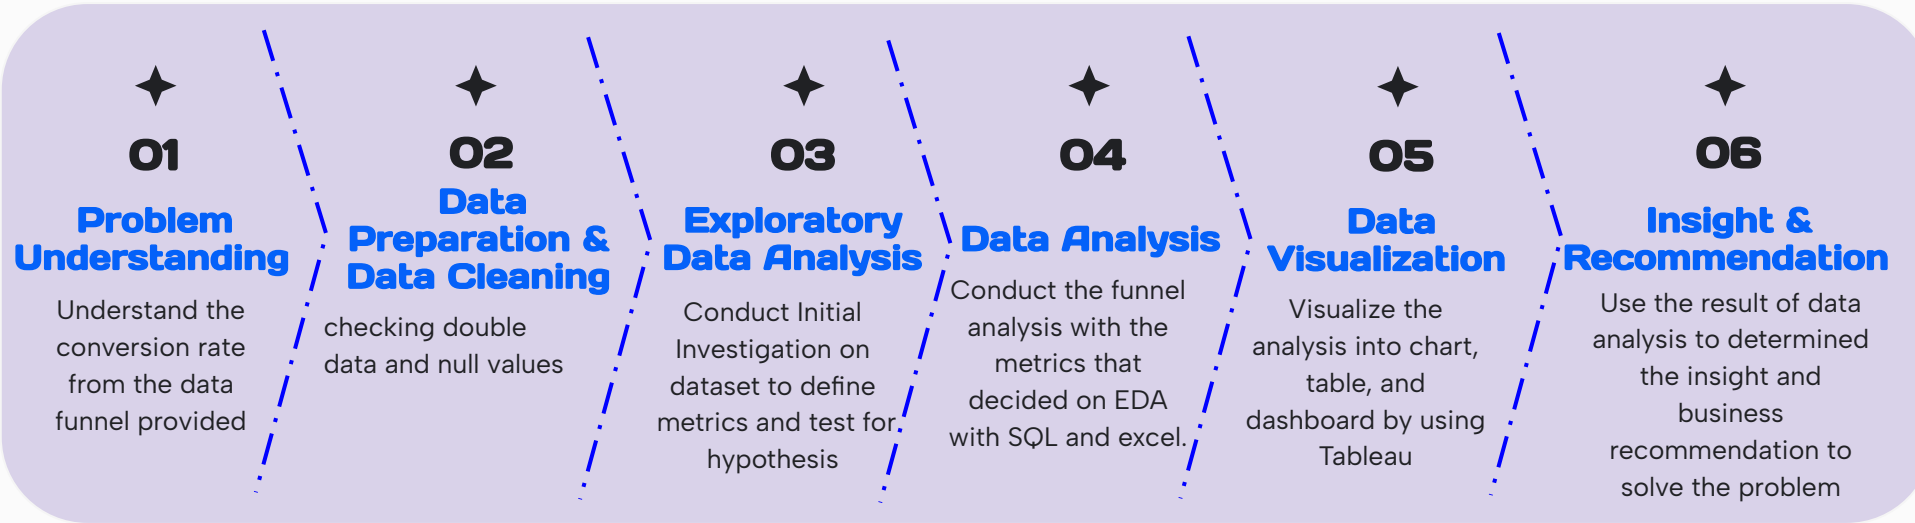 01
Problem
Understanding
Understand the
conversion rate
from the data
funnel provided
02
Data
Preparation &
Data Cleaning
checking double
data and null values
03
Exploratory
Data Analysis
Conduct Initial
Investigation on
dataset to define
metrics and test for
hypothesis
04
Data Analysis
Conduct the funnel
analysis with the
metrics that
decided on EDA
with SQL and excel.
05
Data
Visualization
Visualize the
analysis into chart,
table, and
dashboard by using
Tableau
06
Insight &
Recommendation
Use the result of data
analysis to determined
the insight and
business
recommendation to
solve the problem